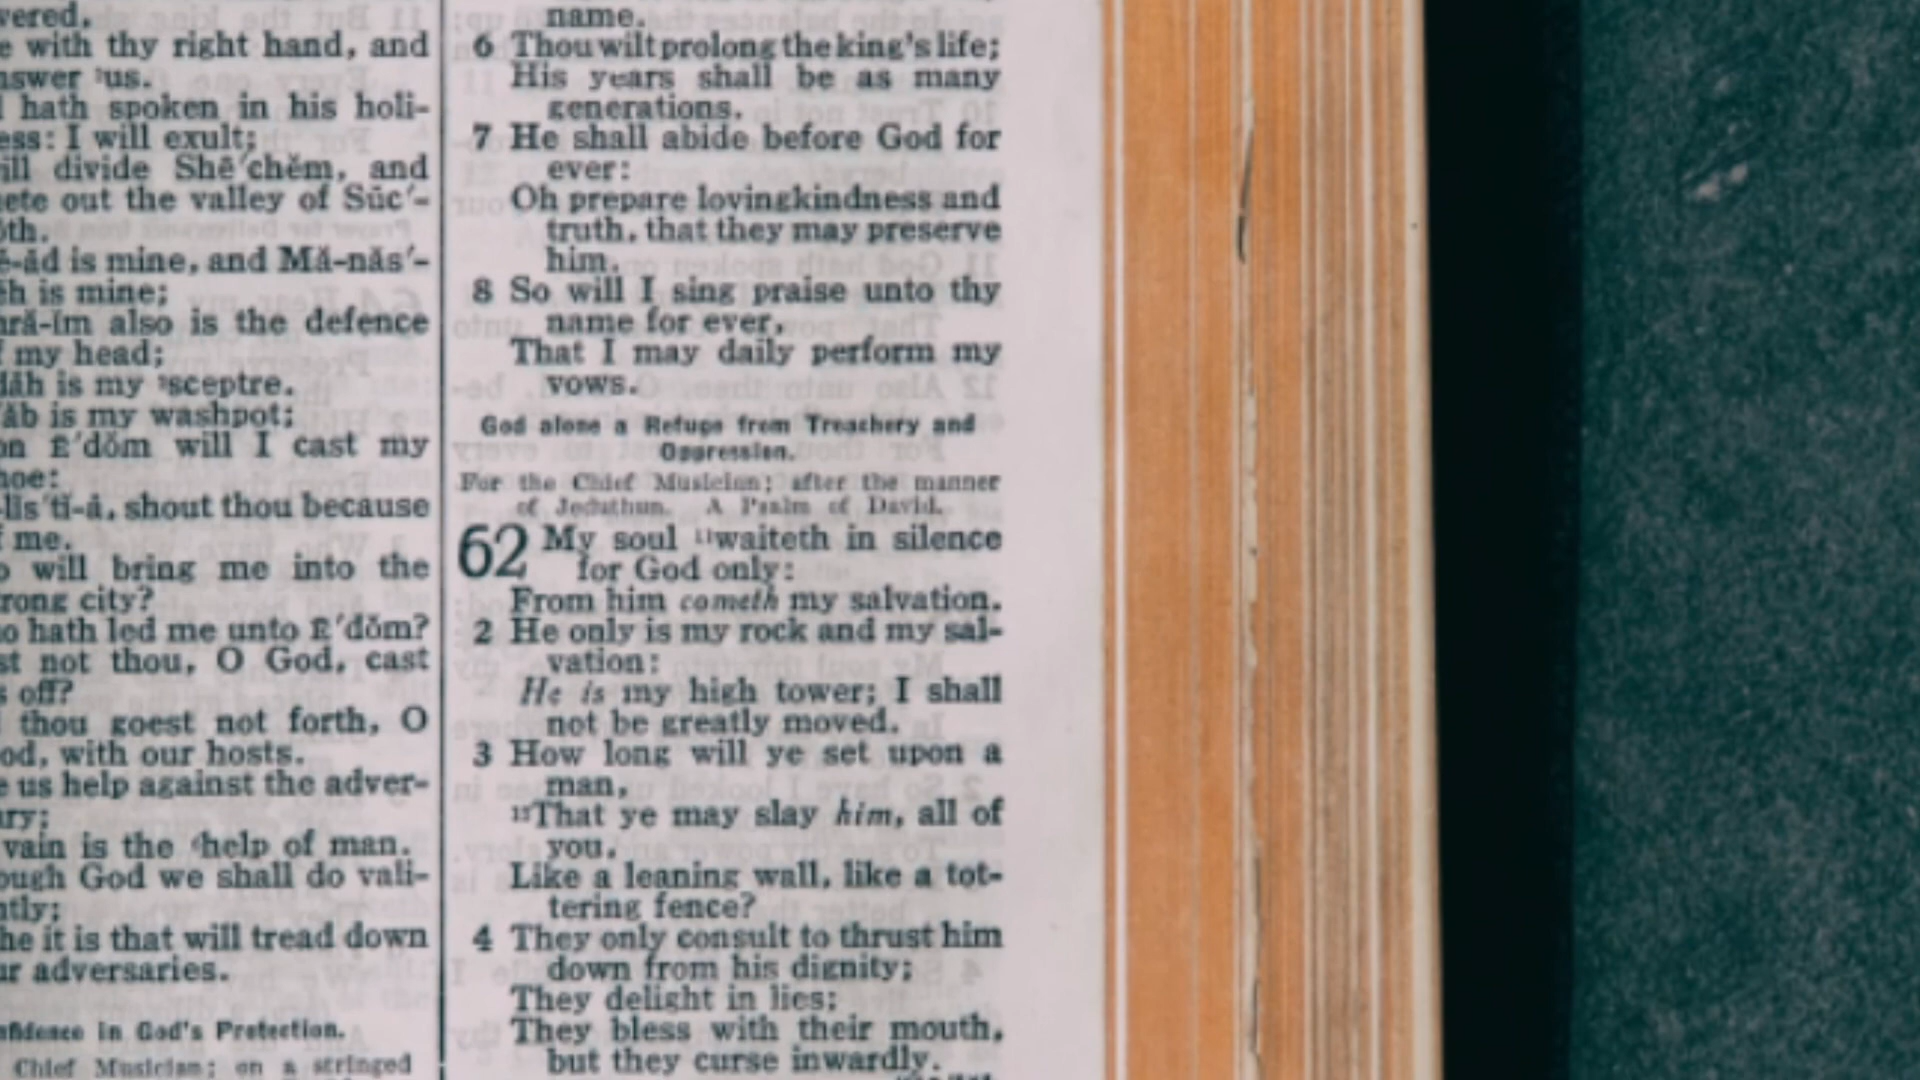 vered.
with thy right hand, and
nswer us.
hath spoken in his holi-
ess: I will exult;
ill divide Shē′chĕm, and
ete out the valley of Sŭc′-
ōth.
ē-ăd is mine, and Mă-năs′-
ēh is mine;
hrā-ĭm also is the defence
my head;
dāh is my sceptre.
āb is my washpot;
on Ē′dŏm will I cast my
hoe:
lis′tĭ-ȧ, shout thou because
f me.
will bring me into the
rong city?
o hath led me unto Ē′dŏm?
st not thou, O God, cast
s off?
thou goest not forth, O
od, with our hosts.
e us help against the adver-
ary;
vain is the help of man.
ough God we shall do vali-
ntly;
he it is that will tread down
ur adversaries.
nfidence in God's Protection.
Chief Musician; on a stringed
name.
6 Thou wilt prolong the king's life;
His years shall be as many
generations.
7 He shall abide before God for
ever:
Oh prepare lovingkindness and
truth, that they may preserve
him.
8 So will I sing praise unto thy
name for ever,
That I may daily perform my
vows.
God alone a Refuge from Treachery and
Oppression.
For the Chief Musician; after the manner
of Jeduthun. A Psalm of David.
62 My soul 11waiteth in silence
for God only:
From him cometh my salvation.
2 He only is my rock and my sal-
vation:
He is my high tower; I shall
not be greatly moved.
3 How long will ye set upon a
man,
That ye may slay him, all of
you,
Like a leaning wall, like a tot-
tering fence?
4 They only consult to thrust him
down from his dignity;
They delight in lies;
They bless with their mouth,
but they curse inwardly.